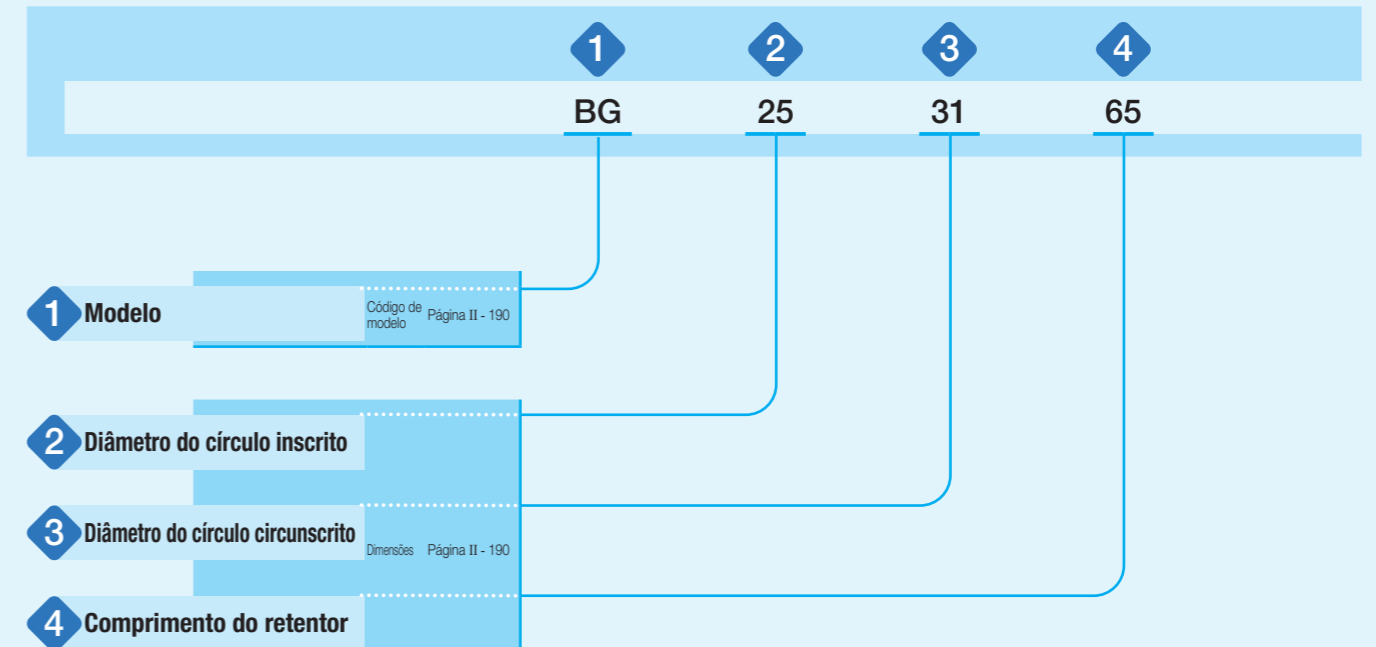 1 2 3 4
BG 25 31 65
1 Modelo
Código de modelo
Página II - 190
2 Diâmetro do círculo inscrito
3 Diâmetro do círculo circunscrito
Dimensões Página II - 190
4 Comprimento do retentor